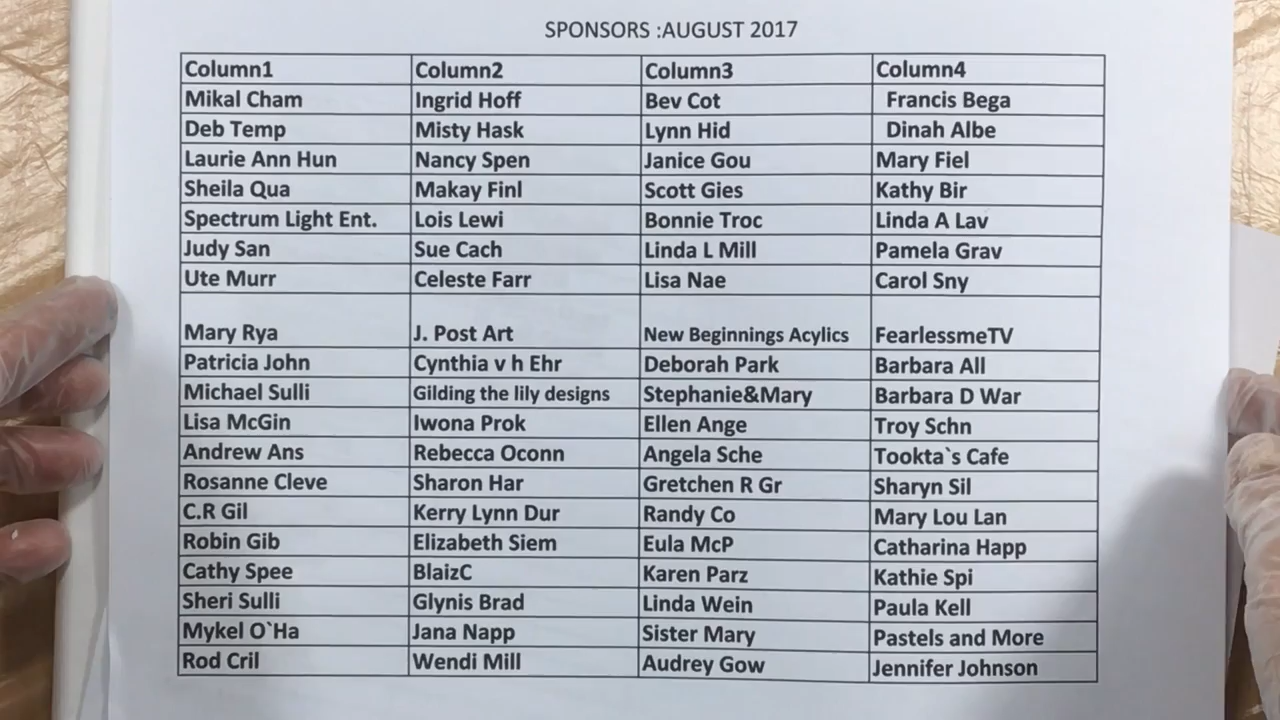 SPONSORS :AUGUST 2017
Column1 Column2 Column3 Column4
Mikal Cham Ingrid Hoff Bev Cot Francis Bega
Deb Temp Misty Hask Lynn Hid Dinah Albe
Laurie Ann Hun Nancy Spen Janice Gou Mary Fiel
Sheila Qua Makay Finl Scott Gies Kathy Bir
Spectrum Light Ent. Lois Lewi Bonnie Troc Linda A Lav
Judy San Sue Cach Linda L Mill Pamela Grav
Ute Murr Celeste Farr Lisa Nae Carol Sny
Mary Rya J. Post Art New Beginnings Acylics FearlessmeTV
Patricia John Cynthia v h Ehr Deborah Park Barbara All
Michael Sulli Gilding the lily designs Stephanie&Mary Barbara D War
Lisa McGin Iwona Prok Ellen Ange Troy Schn
Andrew Ans Rebecca Oconn Angela Sche Tookta`s Cafe
Rosanne Cleve Sharon Har Gretchen R Gr Sharyn Sil
C.R Gil Kerry Lynn Dur Randy Co Mary Lou Lan
Robin Gib Elizabeth Siem Eula McP Catharina Happ
Cathy Spee BlaizC Karen Parz Kathie Spi
Sheri Sulli Glynis Brad Linda Wein Paula Kell
Mykel O`Ha Jana Napp Sister Mary Pastels and More
Rod Cril Wendi Mill Audrey Gow Jennifer Johnson